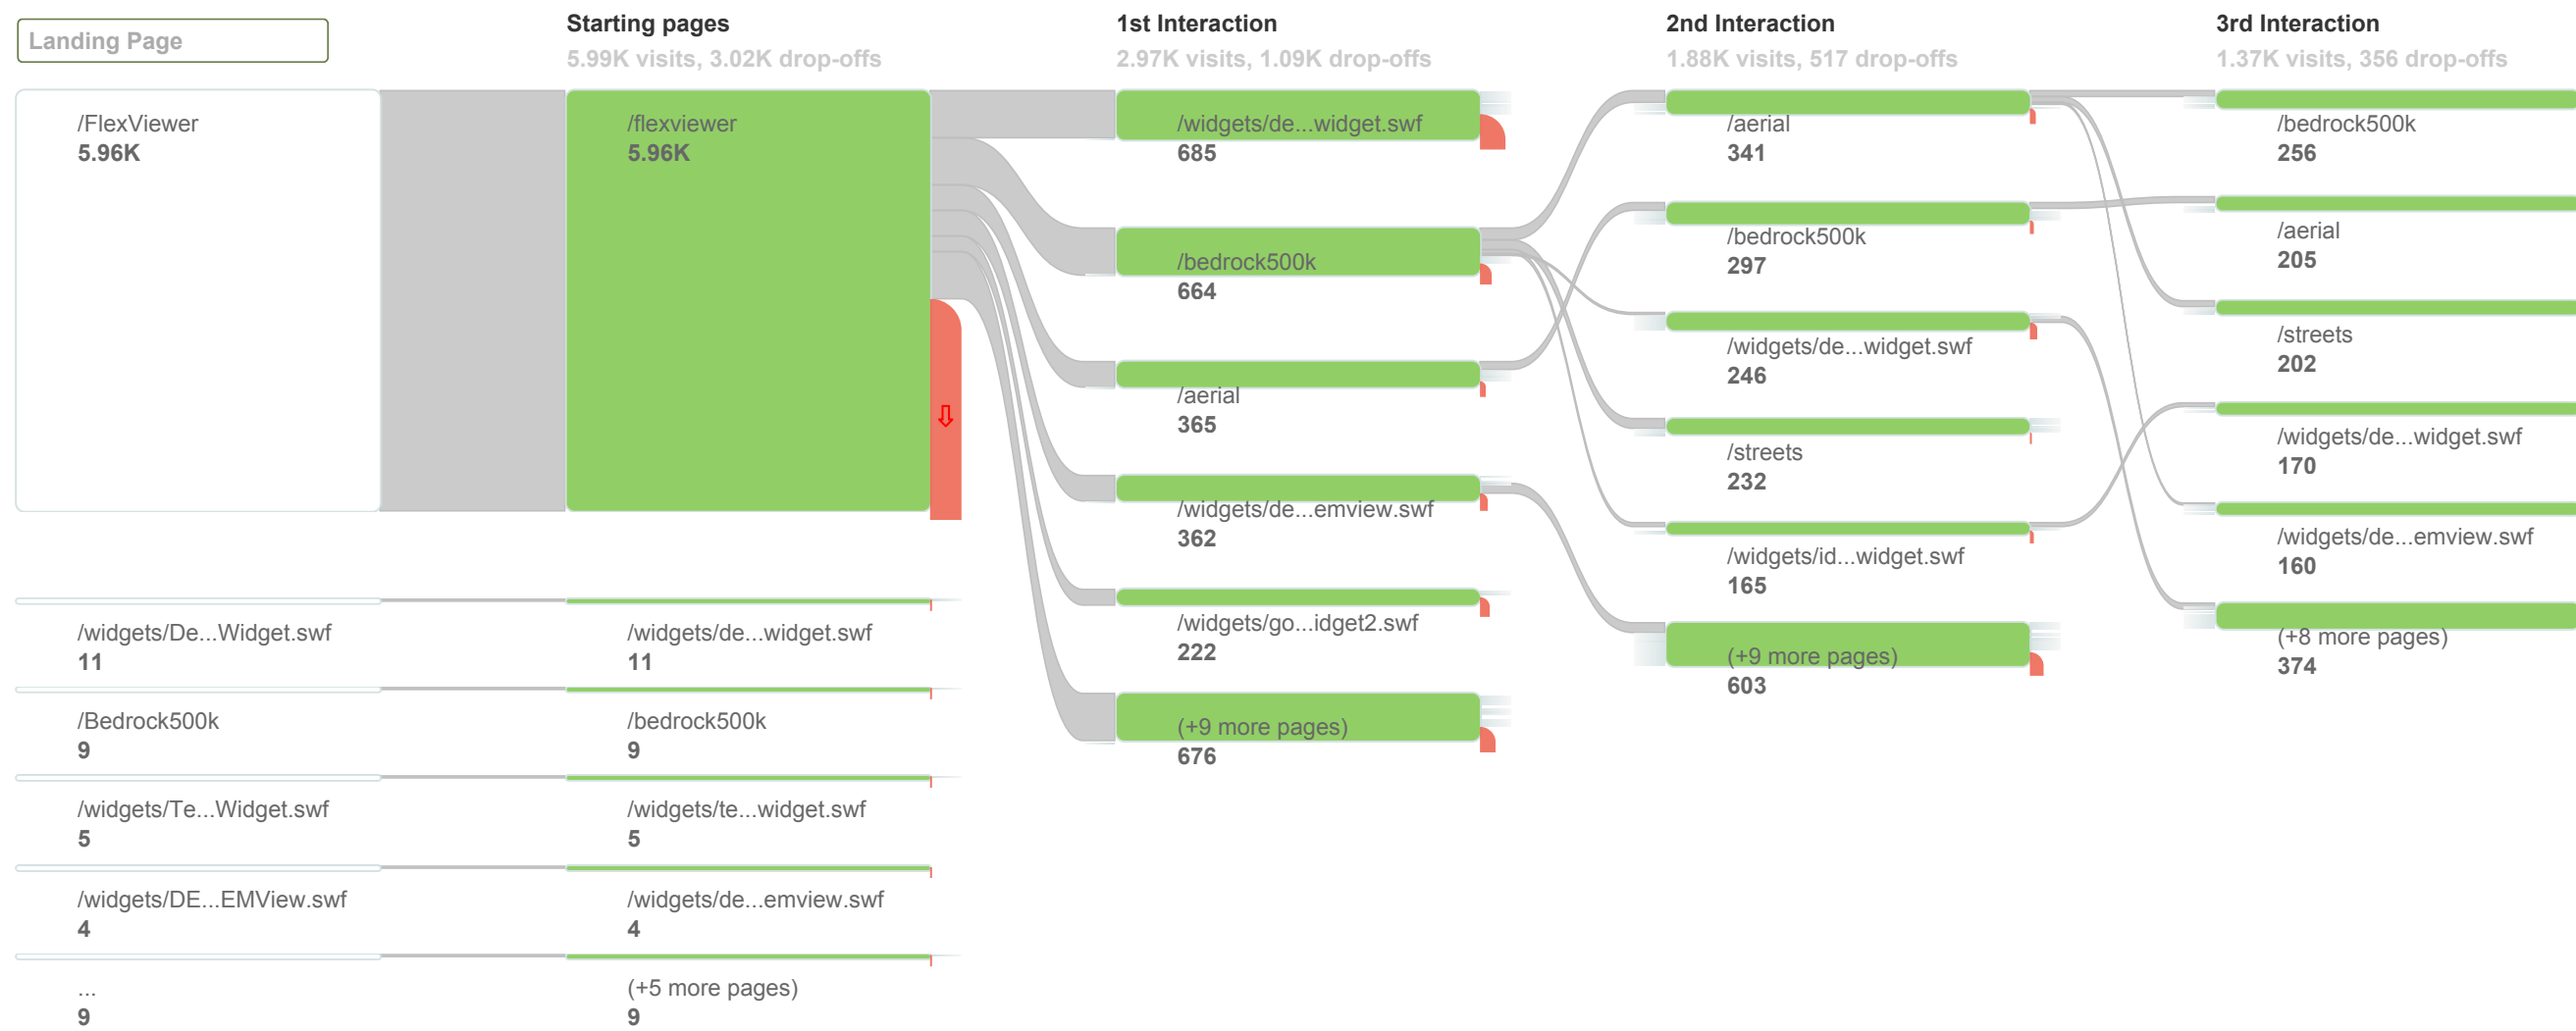 Landing Page
/FlexViewer
5.96K
/widgets/De...Widget.swf
11
/Bedrock500k
9
/widgets/Te...Widget.swf
5
/widgets/DE...EMView.swf
4
...
9
Starting pages
5.99K visits, 3.02K drop-offs
/flexviewer
5.96K
/widgets/de...widget.swf
11
/bedrock500k
9
/widgets/te...widget.swf
5
/widgets/de...emview.swf
4
(+5 more pages)
9
1st Interaction
2.97K visits, 1.09K drop-offs
/widgets/de...widget.swf
685
/bedrock500k
664
/aerial
365
/widgets/de...emview.swf
362
/widgets/go...idget2.swf
222
(+9 more pages)
676
2nd Interaction
1.88K visits, 517 drop-offs
/aerial
341
/bedrock500k
297
/widgets/de...widget.swf
246
/streets
232
/widgets/id...widget.swf
165
(+9 more pages)
603
3rd Interaction
1.37K visits, 356 drop-offs
/bedrock500k
256
/aerial
205
/streets
202
/widgets/de...widget.swf
170
/widgets/de...emview.swf
160
(+8 more pages)
374